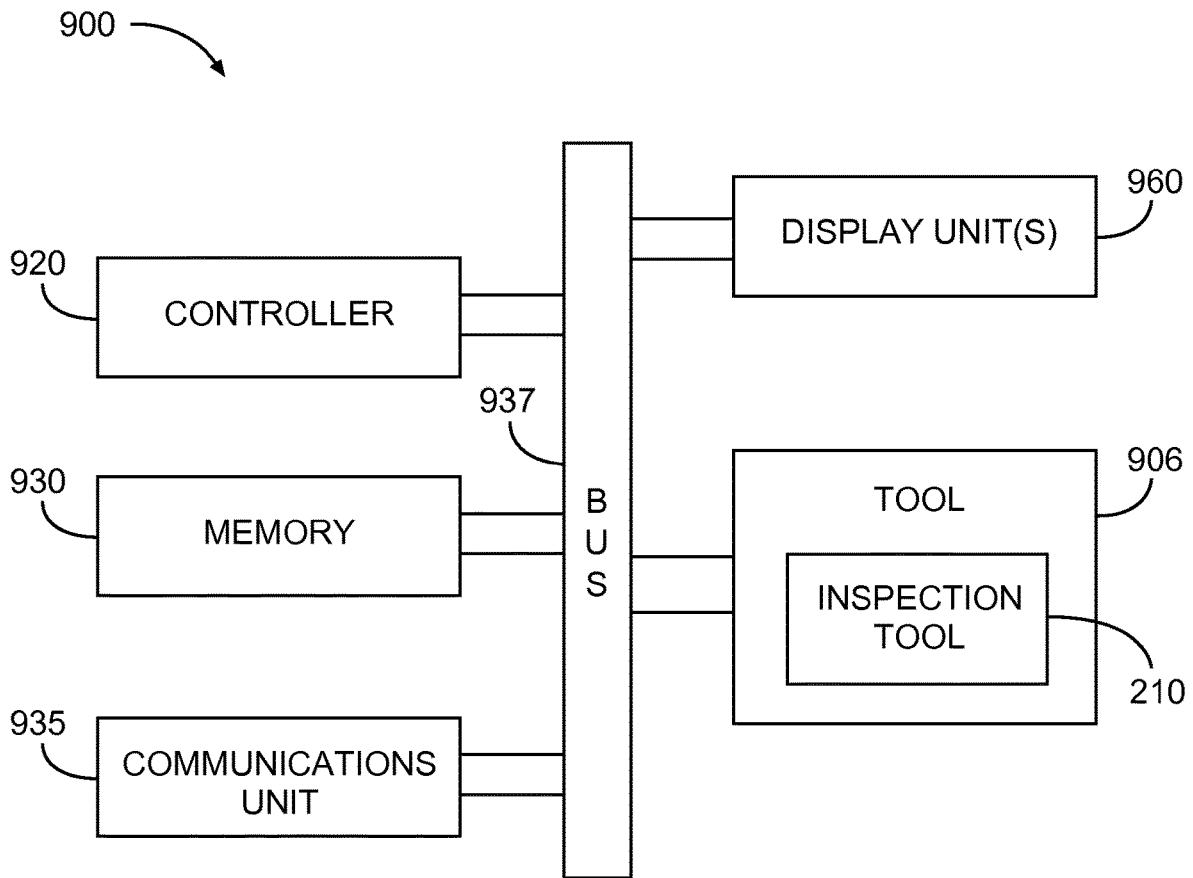 900
960
DISPLAY UNIT(S)
920
CONTROLLER
937
906
TOOL
930
MEMORY
B
U
S
INSPECTION
TOOL
210
935
COMMUNICATIONS
UNIT